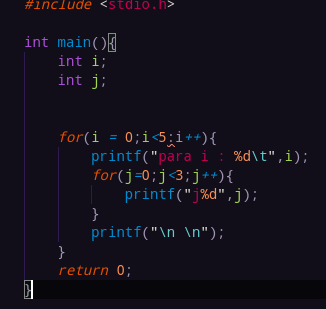 #include <stdio.h>
int main(){
int i;
int j;
for(i = 0;i<5;i++){
printf("para i : %d\t",i);
for(j=0;j<3;j++){
printf("j%d",j);
}
printf("\n \n");
}
return 0;
}